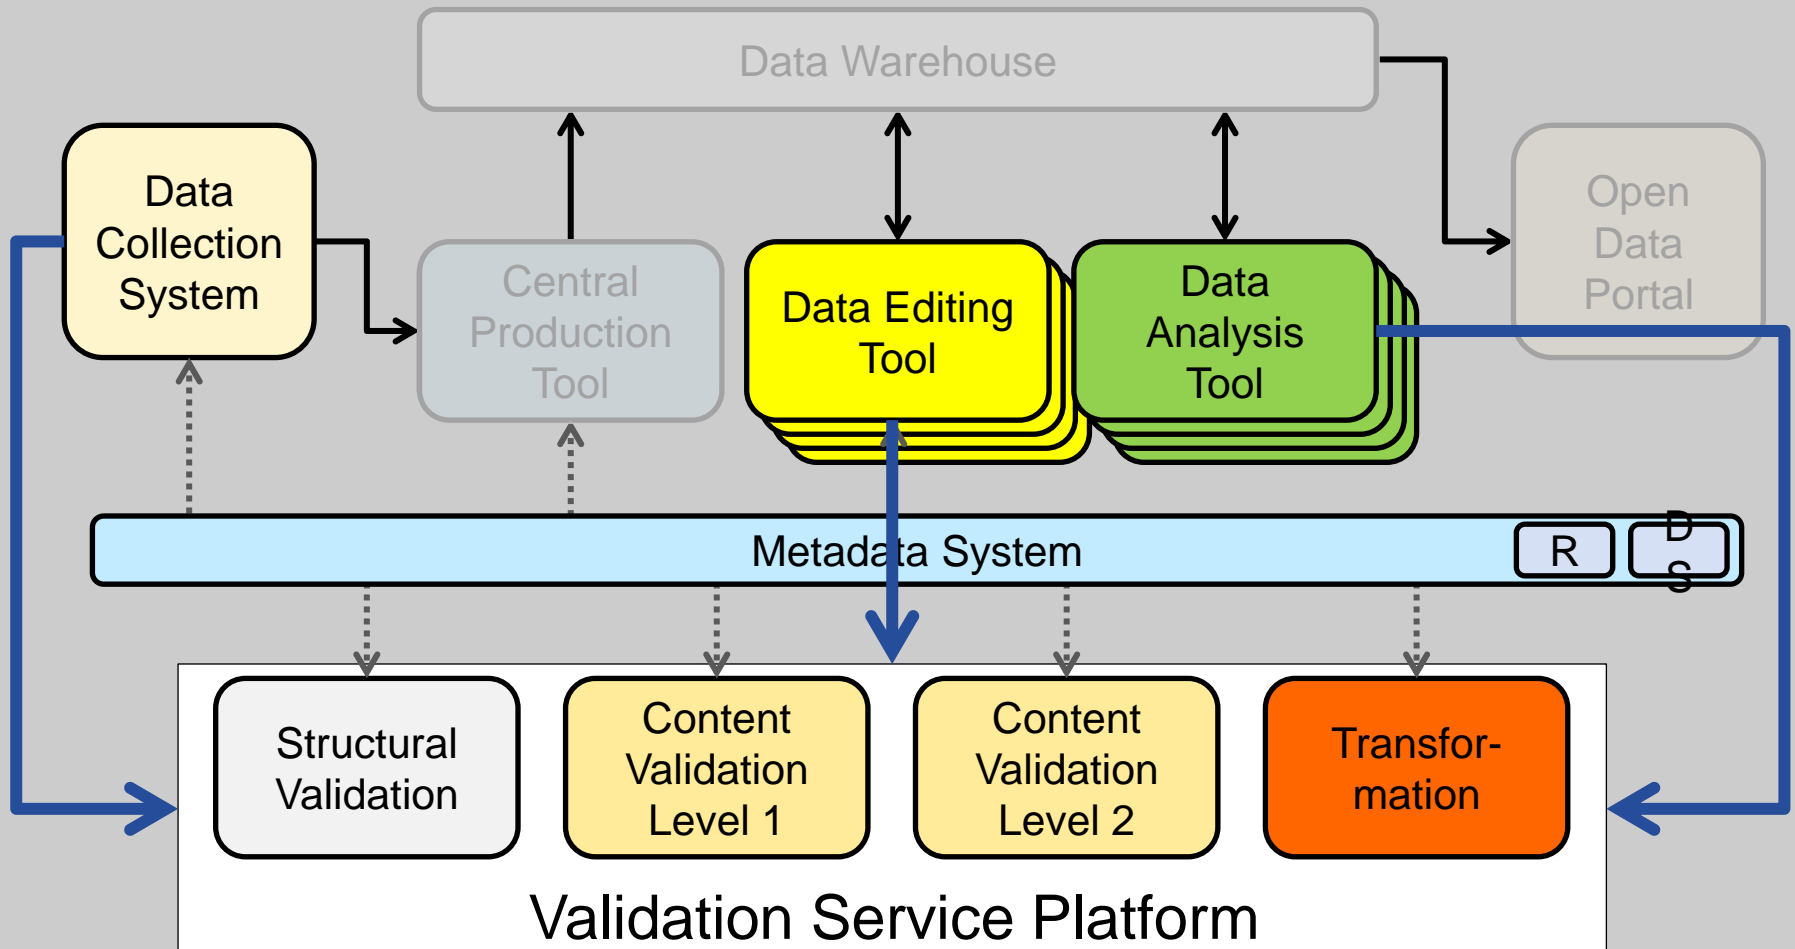 Data Warehouse
Data
Collection
System
Central
Production
Tool
Data Editing
Tool
Data
Analysis
Tool
Open
Data
Portal
Metadata System
R
D
S
Structural
Validation
Content
Validation
Level 1
Content
Validation
Level 2
Transfor-
mation
Validation Service Platform